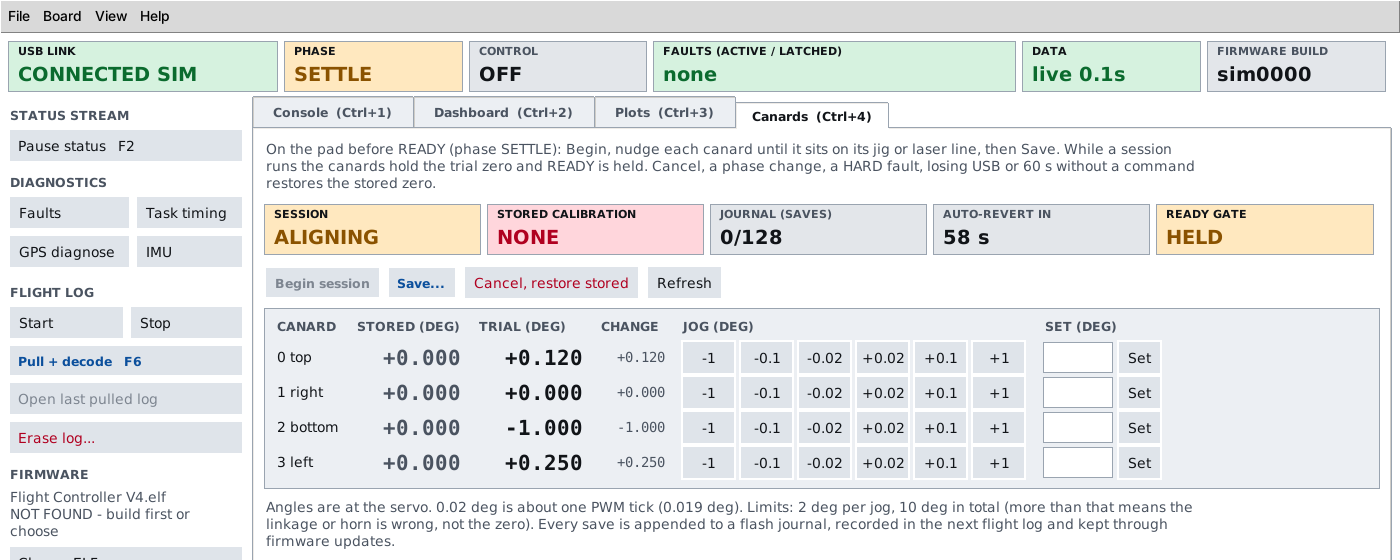 File Board View Help
USB LINK PHASE CONTROL FAULTS (ACTIVE / LATCHED) DATA FIRMWARE BUILD
CONNECTED SIM SETTLE OFF none live 0.1s sim0000
STATUS STREAM
Pause status F2
DIAGNOSTICS
Faults Task timing
GPS diagnose IMU
FLIGHT LOG
Start Stop
Pull + decode F6
Open last pulled log
Erase log...
FIRMWARE
Flight Controller V4.elf
NOT FOUND - build first or
choose
Console (Ctrl+1) Dashboard (Ctrl+2) Plots (Ctrl+3) Canards (Ctrl+4)
On the pad before READY (phase SETTLE): Begin, nudge each canard until it sits on its jig or laser line, then Save. While a session
runs the canards hold the trial zero and READY is held. Cancel, a phase change, a HARD fault, losing USB or 60 s without a command
restores the stored zero.
SESSION STORED CALIBRATION JOURNAL (SAVES) AUTO-REVERT IN READY GATE
ALIGNING NONE 0/128 58 s HELD
Begin session Save... Cancel, restore stored Refresh
CANARD STORED (DEG) TRIAL (DEG) CHANGE JOG (DEG) SET (DEG)
0 top +0.000 +0.120 +0.120 -1 -0.1 -0.02 +0.02 +0.1 +1 Set
1 right +0.000 +0.000 +0.000 -1 -0.1 -0.02 +0.02 +0.1 +1 Set
2 bottom +0.000 -1.000 -1.000 -1 -0.1 -0.02 +0.02 +0.1 +1 Set
3 left +0.000 +0.250 +0.250 -1 -0.1 -0.02 +0.02 +0.1 +1 Set
Angles are at the servo. 0.02 deg is about one PWM tick (0.019 deg). Limits: 2 deg per jog, 10 deg in total (more than that means the
linkage or horn is wrong, not the zero). Every save is appended to a flash journal, recorded in the next flight log and kept through
firmware updates.